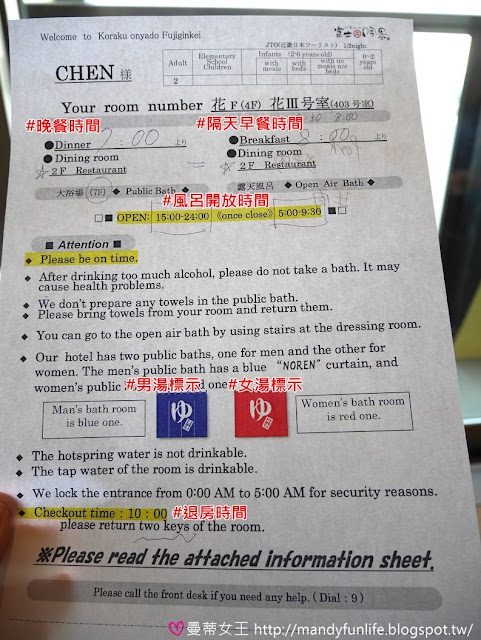 Welcome to Koraku onyado Fujiginkei
JTO(近畿日本ツーリスト) 1/2night
CHEN 様
Adult
Elementary School Children
Infants (2-6 years old)
0~2 years old
with meals
with beds
with no meals nor beds
2
Your room number 花F(4F) 花Ⅲ号室(403号室)
#晚餐時間 #隔天早餐時間
8:00
●Dinner 7:00 より ●Breakfast 8:00 より
●Dining room ●Dining room
☆2F Restaurant ☆2F Restaurant
大浴場(7F) ◆ Public Bath ◆ 露天風呂 ◆ Open Air Bath ◆
#風呂開放時間
□■ OPEN: 15:00-24:00 《once close》 5:00-9:30 ■□
■ Attention ■
◆ Please be on time.
◆ After drinking too much alcohol, please do not take a bath. It may
cause health problems.
◆ We don't prepare any towels in the public bath.
Please bring towels from your room and return them.
◆ You can go to the open air bath by using stairs at the dressing room.
◆ Our hotel has two public baths, one for men and the other for
women. The men's public bath has a blue "NOREN" curtain, and
women's public
#男湯標示
d one
#女湯標示
Man's bath room
is blue one.
ゆ
ゆ
Women's bath room
is red one.
◆ The hotspring water is not drinkable.
◆ The tap water of the room is drinkable.
◆ We lock the entrance from 0:00 AM to 5:00 AM for security reasons.
◆ Checkout time : 10 : 00 #退房時間
please return two keys of the room.
※Please read the attached information sheet.
Please call the front desk if you need any help. ( Dial : 9 )
曼蒂女王 http://mandyfunlife.blogspot.tw/